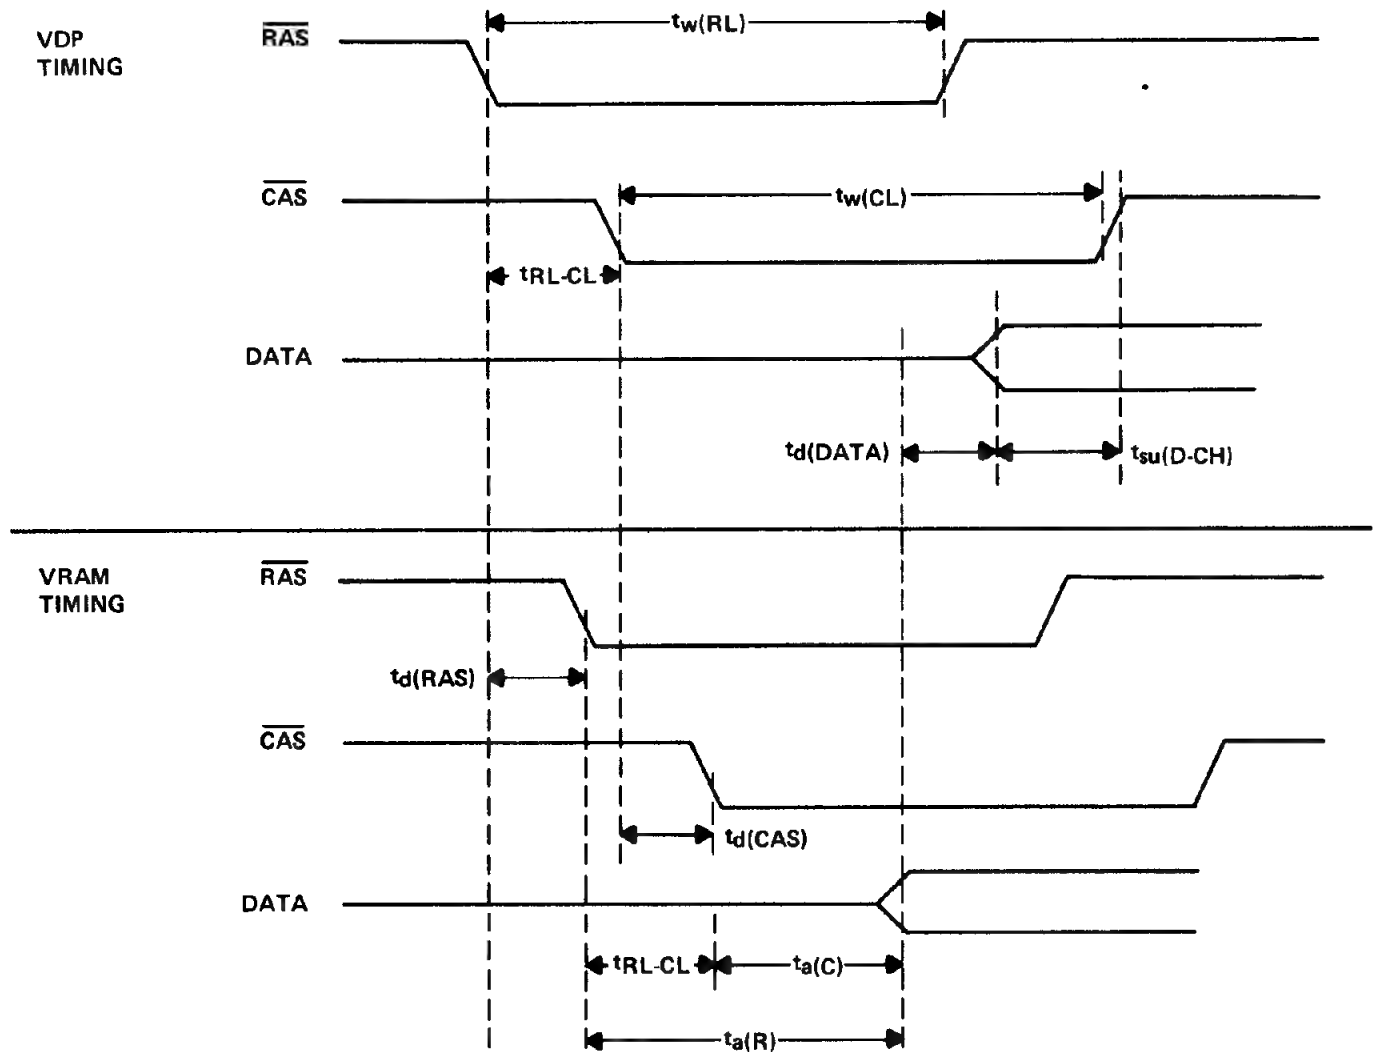 VDP
TIMING
RAS
tw(RL)
CAS
tw(CL)
tRL-CL
DATA
td(DATA)
tsu(D-CH)
VRAM
TIMING
RAS
td(RAS)
CAS
td(CAS)
DATA
tRL-CL
ta(C)
ta(R)